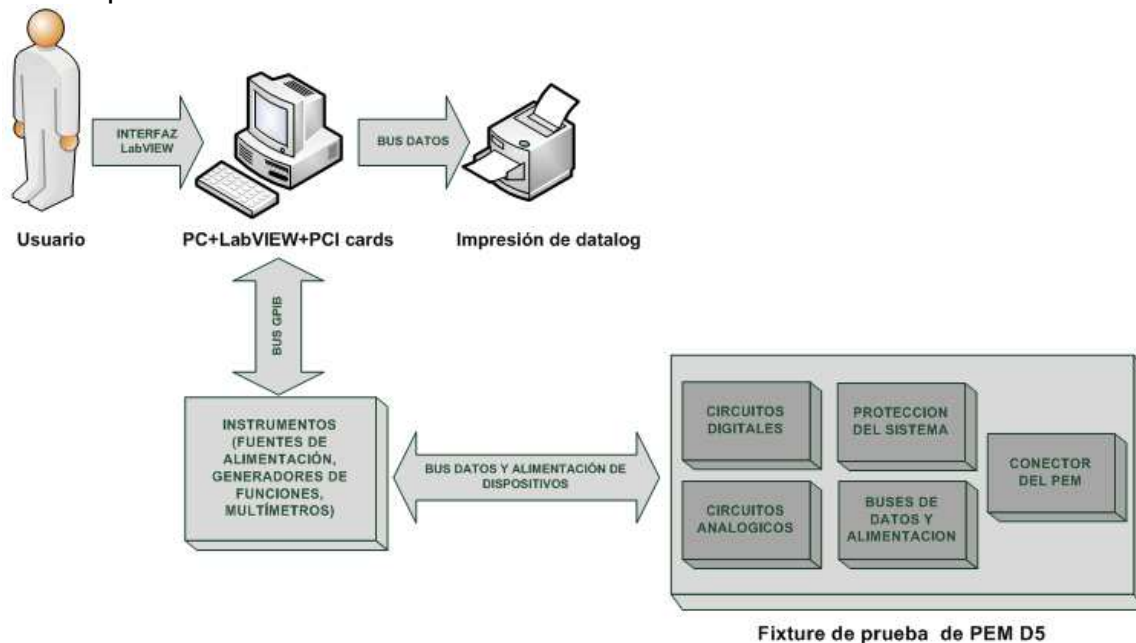 INTERFAZ
LabVIEW
BUS DATOS
Usuario
PC+LabVIEW+PCI cards
Impresión de datalog
BUS GPIB
INSTRUMENTOS
(FUENTES DE
ALIMENTACIÓN,
GENERADORES DE
FUNCIONES,
MULTÍMETROS)
BUS DATOS Y ALIMENTACIÓN DE
DISPOSITIVOS
CIRCUITOS
DIGITALES
PROTECCION
DEL SISTEMA
CONECTOR
DEL PEM
CIRCUITOS
ANALOGICOS
BUSES DE
DATOS Y
ALIMENTACION
Fixture de prueba de PEM D5